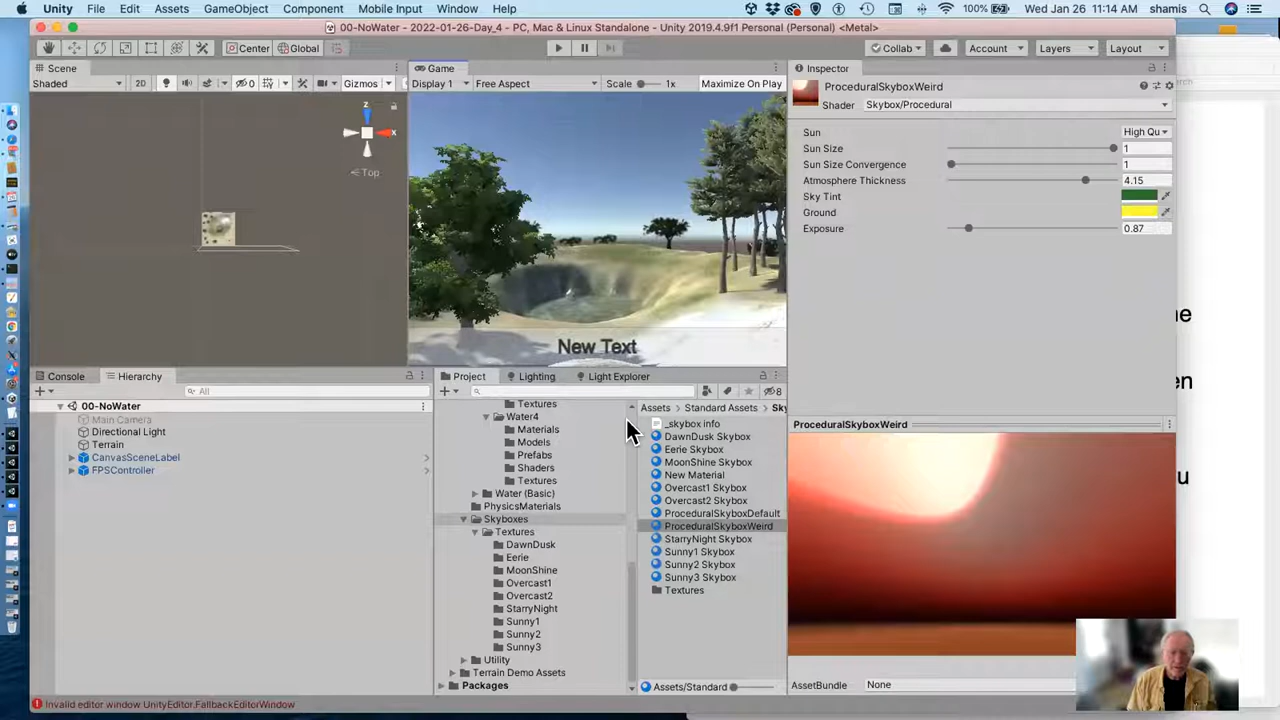 Unity File Edit Assets GameObject Component Mobile Input Window Help 100% Wed Jan 26 11:14 AM shamis
00-NoWater - 2022-01-26-Day_4 - PC, Mac & Linux Standalone - Unity 2019.4.9f1 Personal (Personal) <Metal>
Center Global Collab Account Layers Layout
Scene Game Inspector
Shaded 2D 0 Gizmos Display 1 Free Aspect Scale 1x Maximize On Play
ProceduralSkyboxWeird
Shader Skybox/Procedural
z
x
Top
Sun High Qu
Sun Size 1
Sun Size Convergence 1
Atmosphere Thickness 4.15
Sky Tint
Ground
Exposure 0.87
New Text
ne
en
u
Console Hierarchy Project Lighting Light Explorer
All 8
00-NoWater
Main Camera
Directional Light
Terrain
CanvasSceneLabel
FPSController
Textures
Water4
Materials
Models
Prefabs
Shaders
Textures
Water (Basic)
PhysicsMaterials
Skyboxes
Textures
DawnDusk
Eerie
MoonShine
Overcast1
Overcast2
StarryNight
Sunny1
Sunny2
Sunny3
Utility
Terrain Demo Assets
Packages
Assets > Standard Assets > Sky
_skybox info
DawnDusk Skybox
Eerie Skybox
MoonShine Skybox
New Material
Overcast1 Skybox
Overcast2 Skybox
ProceduralSkyboxDefault
ProceduralSkyboxWeird
StarryNight Skybox
Sunny1 Skybox
Sunny2 Skybox
Sunny3 Skybox
Textures
Assets/Standard
ProceduralSkyboxWeird
AssetBundle None
Invalid editor window UnityEditor.FallbackEditorWindow